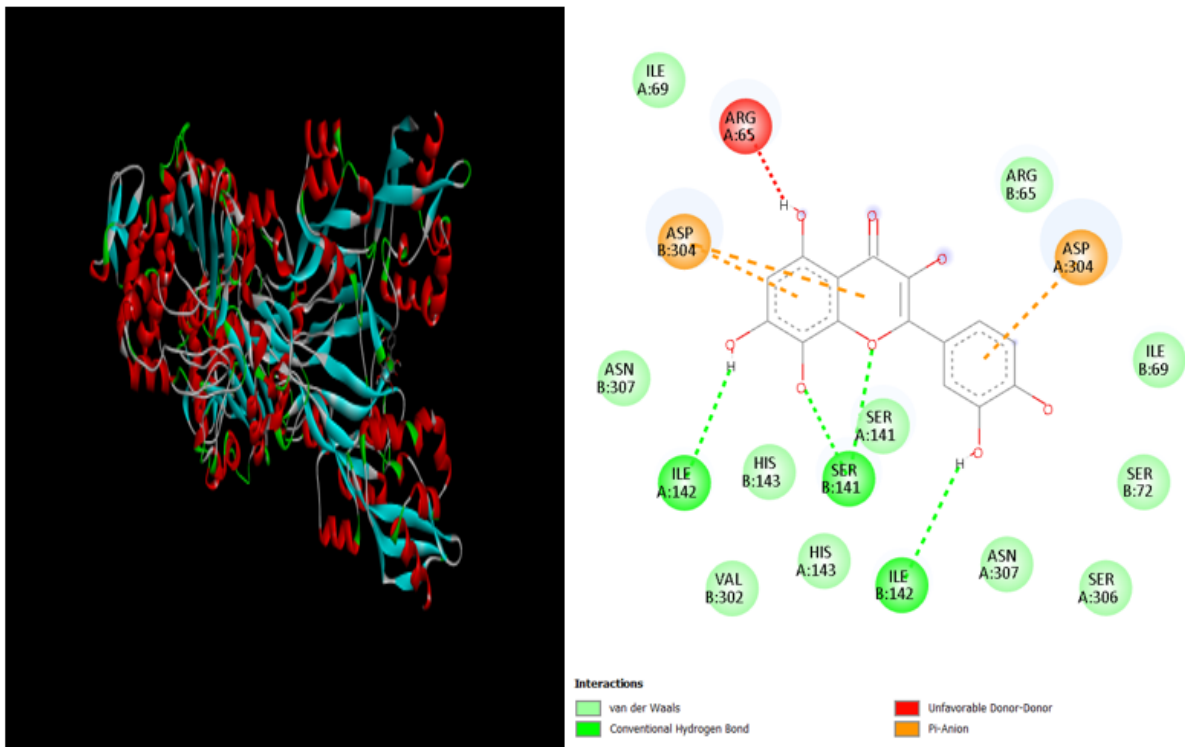 ILE
A:69
ARG
A:65
ARG
B:65
H
O
O
ASP
B:304
O
ASP
A:304
ILE
B:69
ASN
B:307
O
H
O
O
SER
A:141
O
O
H
HIS
B:143
SER
B:141
ILE
A:142
SER
B:72
VAL
B:302
HIS
A:143
ILE
B:142
ASN
A:307
SER
A:306
Interactions
van der Waals
Conventional Hydrogen Bond
Unfavorable Donor-Donor
Pi-Anion